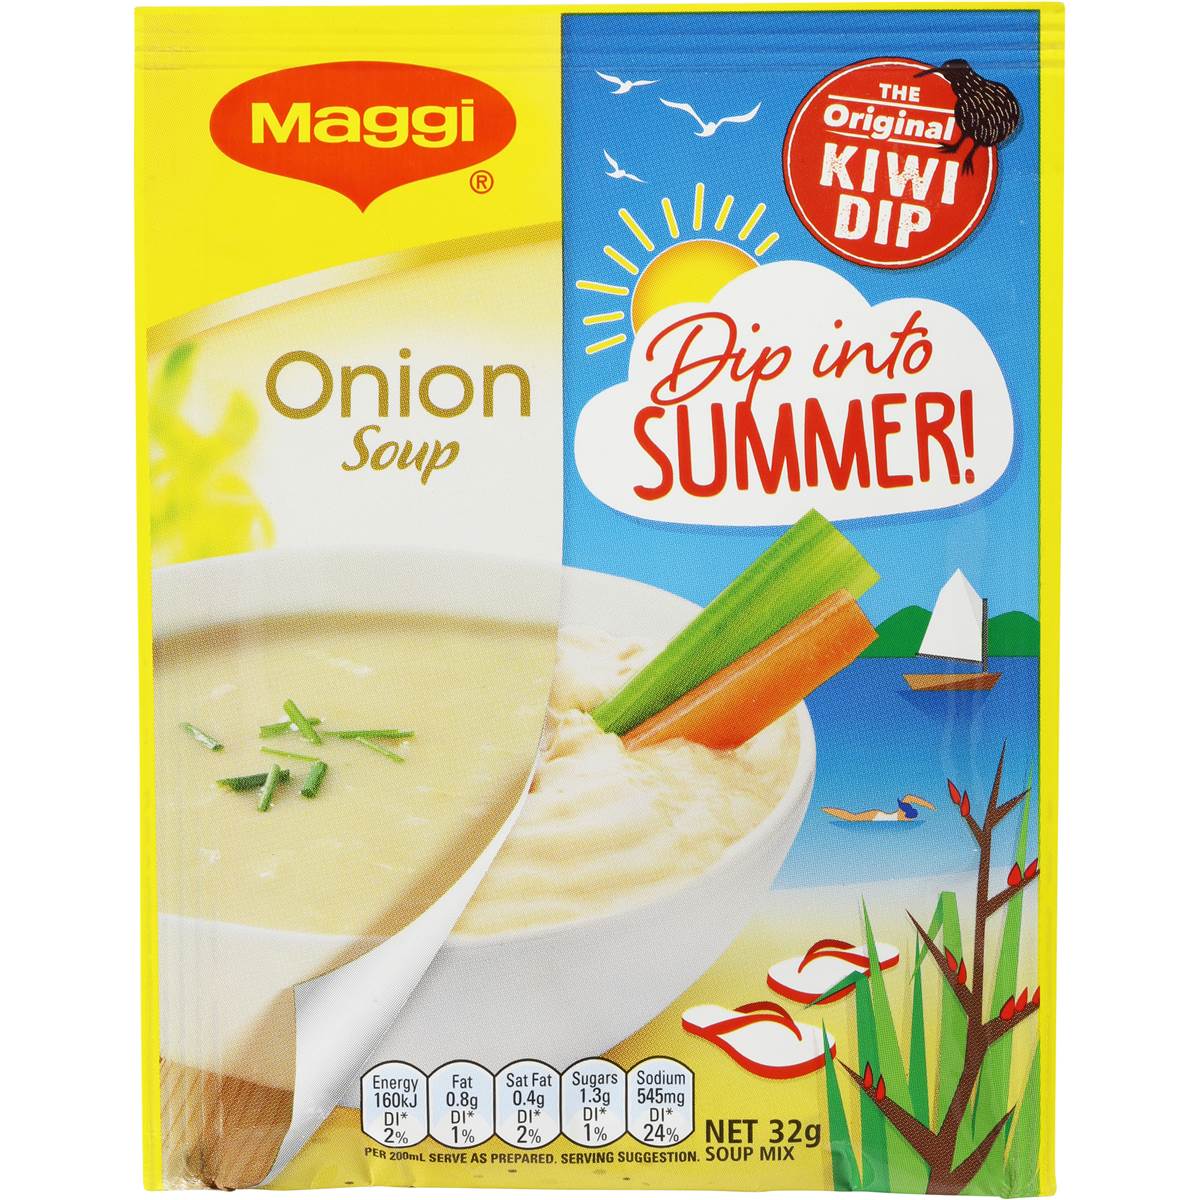 Maggi
®
THE
Original
KIWI
DIP
Dip into
SUMMER!
Onion
Soup
Energy
160kJ
DI*
2%
Fat
0.8g
DI*
1%
Sat Fat
0.4g
DI*
2%
Sugars
1.3g
DI*
1%
Sodium
545mg
DI*
24%
PER 200mL SERVE AS PREPARED. SERVING SUGGESTION.
NET 32g
SOUP MIX